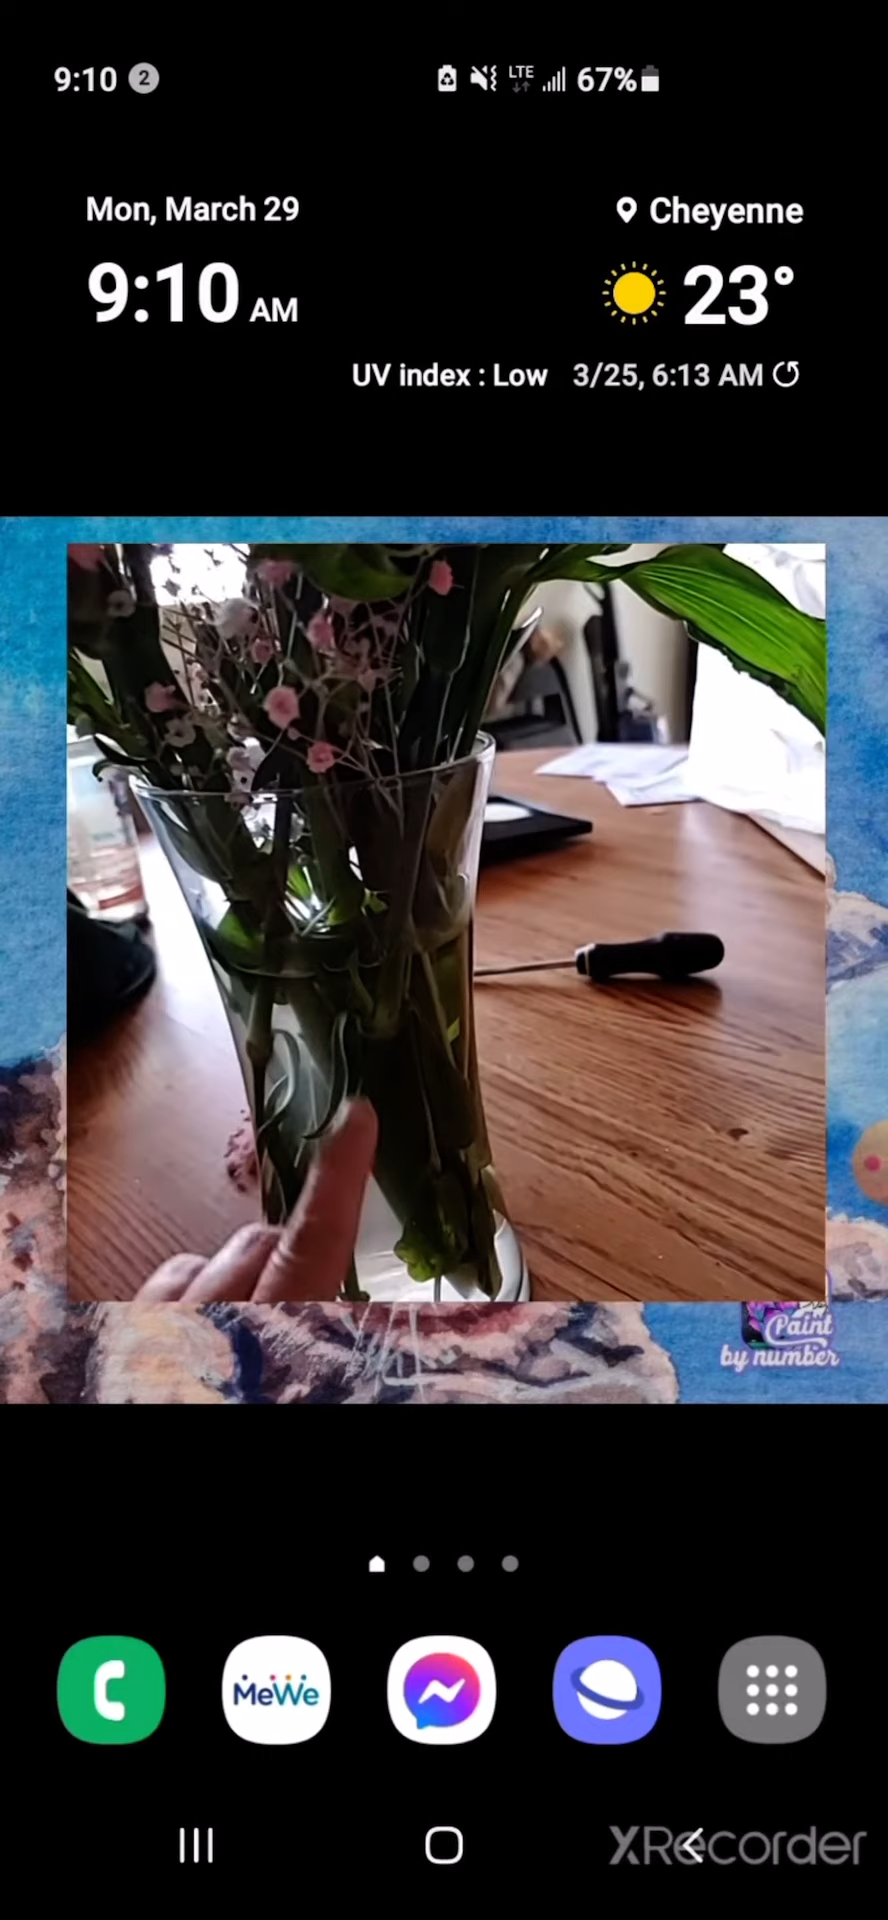 9:10 2 LTE 67%
Mon, March 29
Cheyenne
9:10 AM
23°
UV index : Low 3/25, 6:13 AM
Paint
by number
MeWe
XRecorder